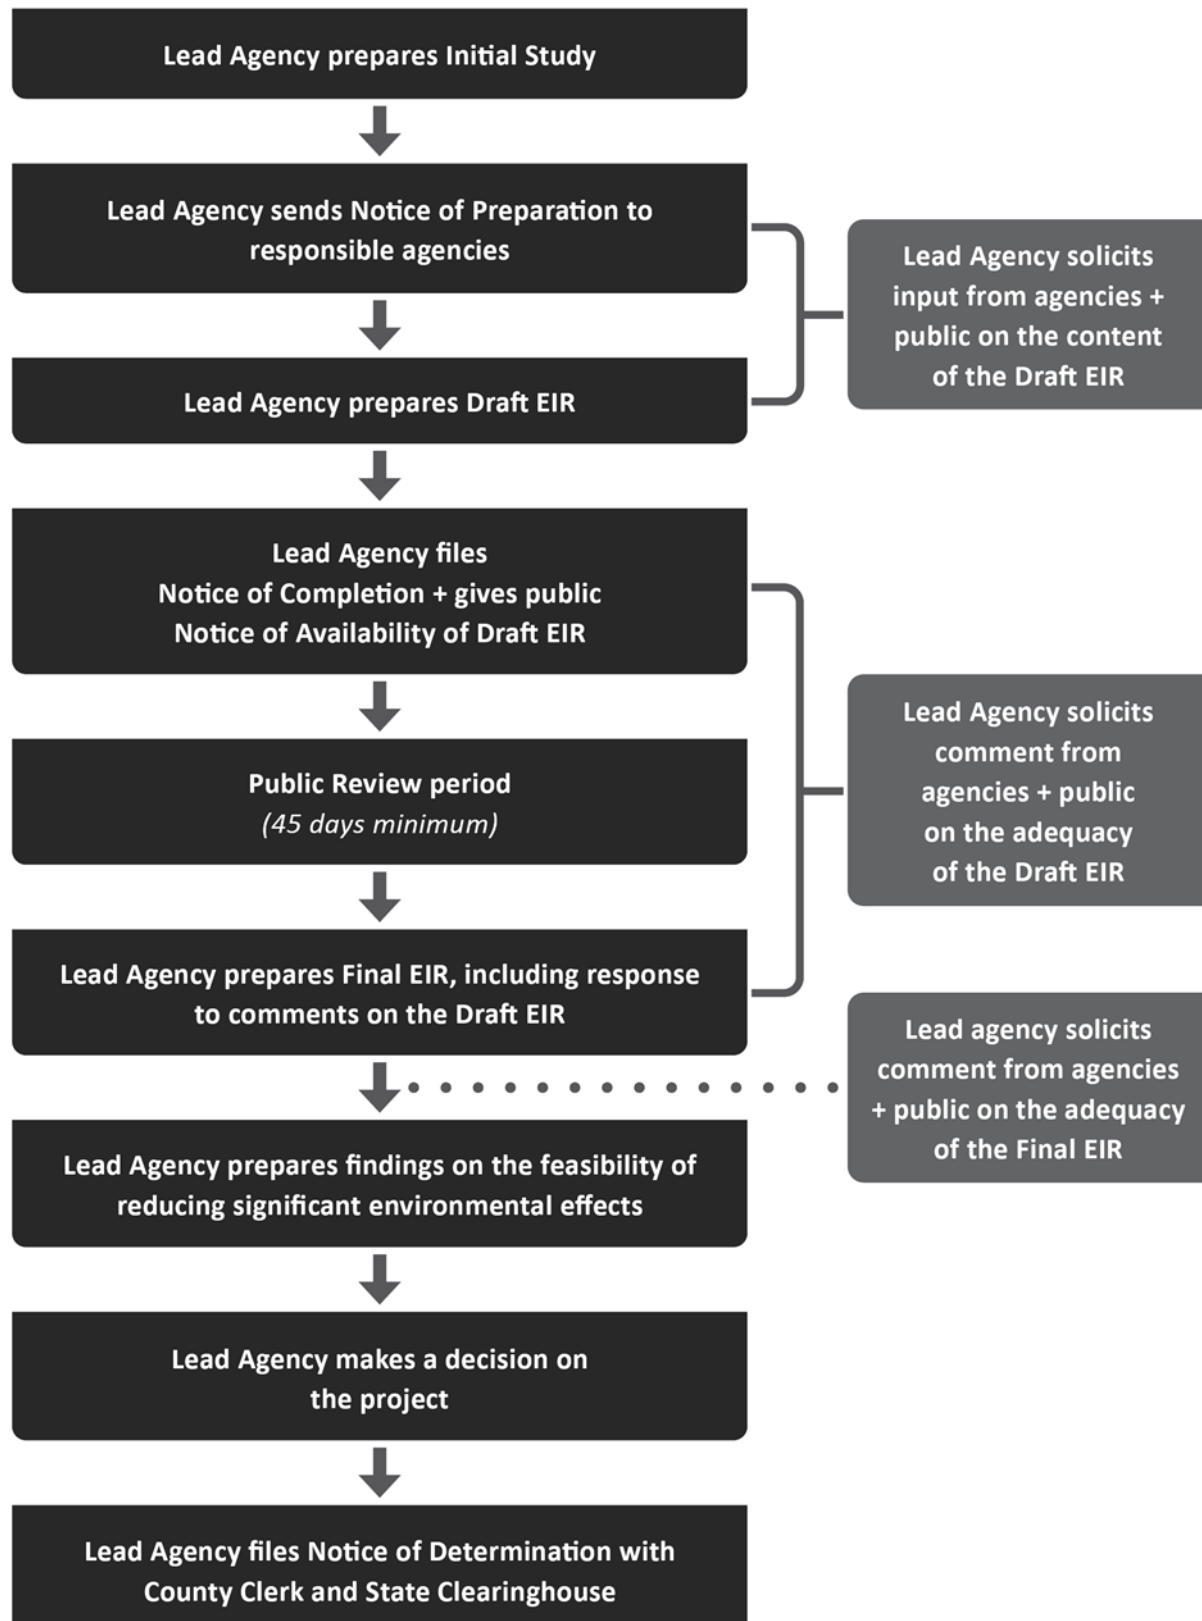 Lead Agency prepares Initial Study
Lead Agency sends Notice of Preparation to
responsible agencies
Lead Agency solicits
input from agencies +
public on the content
of the Draft EIR
Lead Agency prepares Draft EIR
Lead Agency files
Notice of Completion + gives public
Notice of Availability of Draft EIR
Public Review period
(45 days minimum)
Lead Agency solicits
comment from
agencies + public
on the adequacy
of the Draft EIR
Lead Agency prepares Final EIR, including response
to comments on the Draft EIR
Lead agency solicits
comment from agencies
+ public on the adequacy
of the Final EIR
Lead Agency prepares findings on the feasibility of
reducing significant environmental effects
Lead Agency makes a decision on
the project
Lead Agency files Notice of Determination with
County Clerk and State Clearinghouse